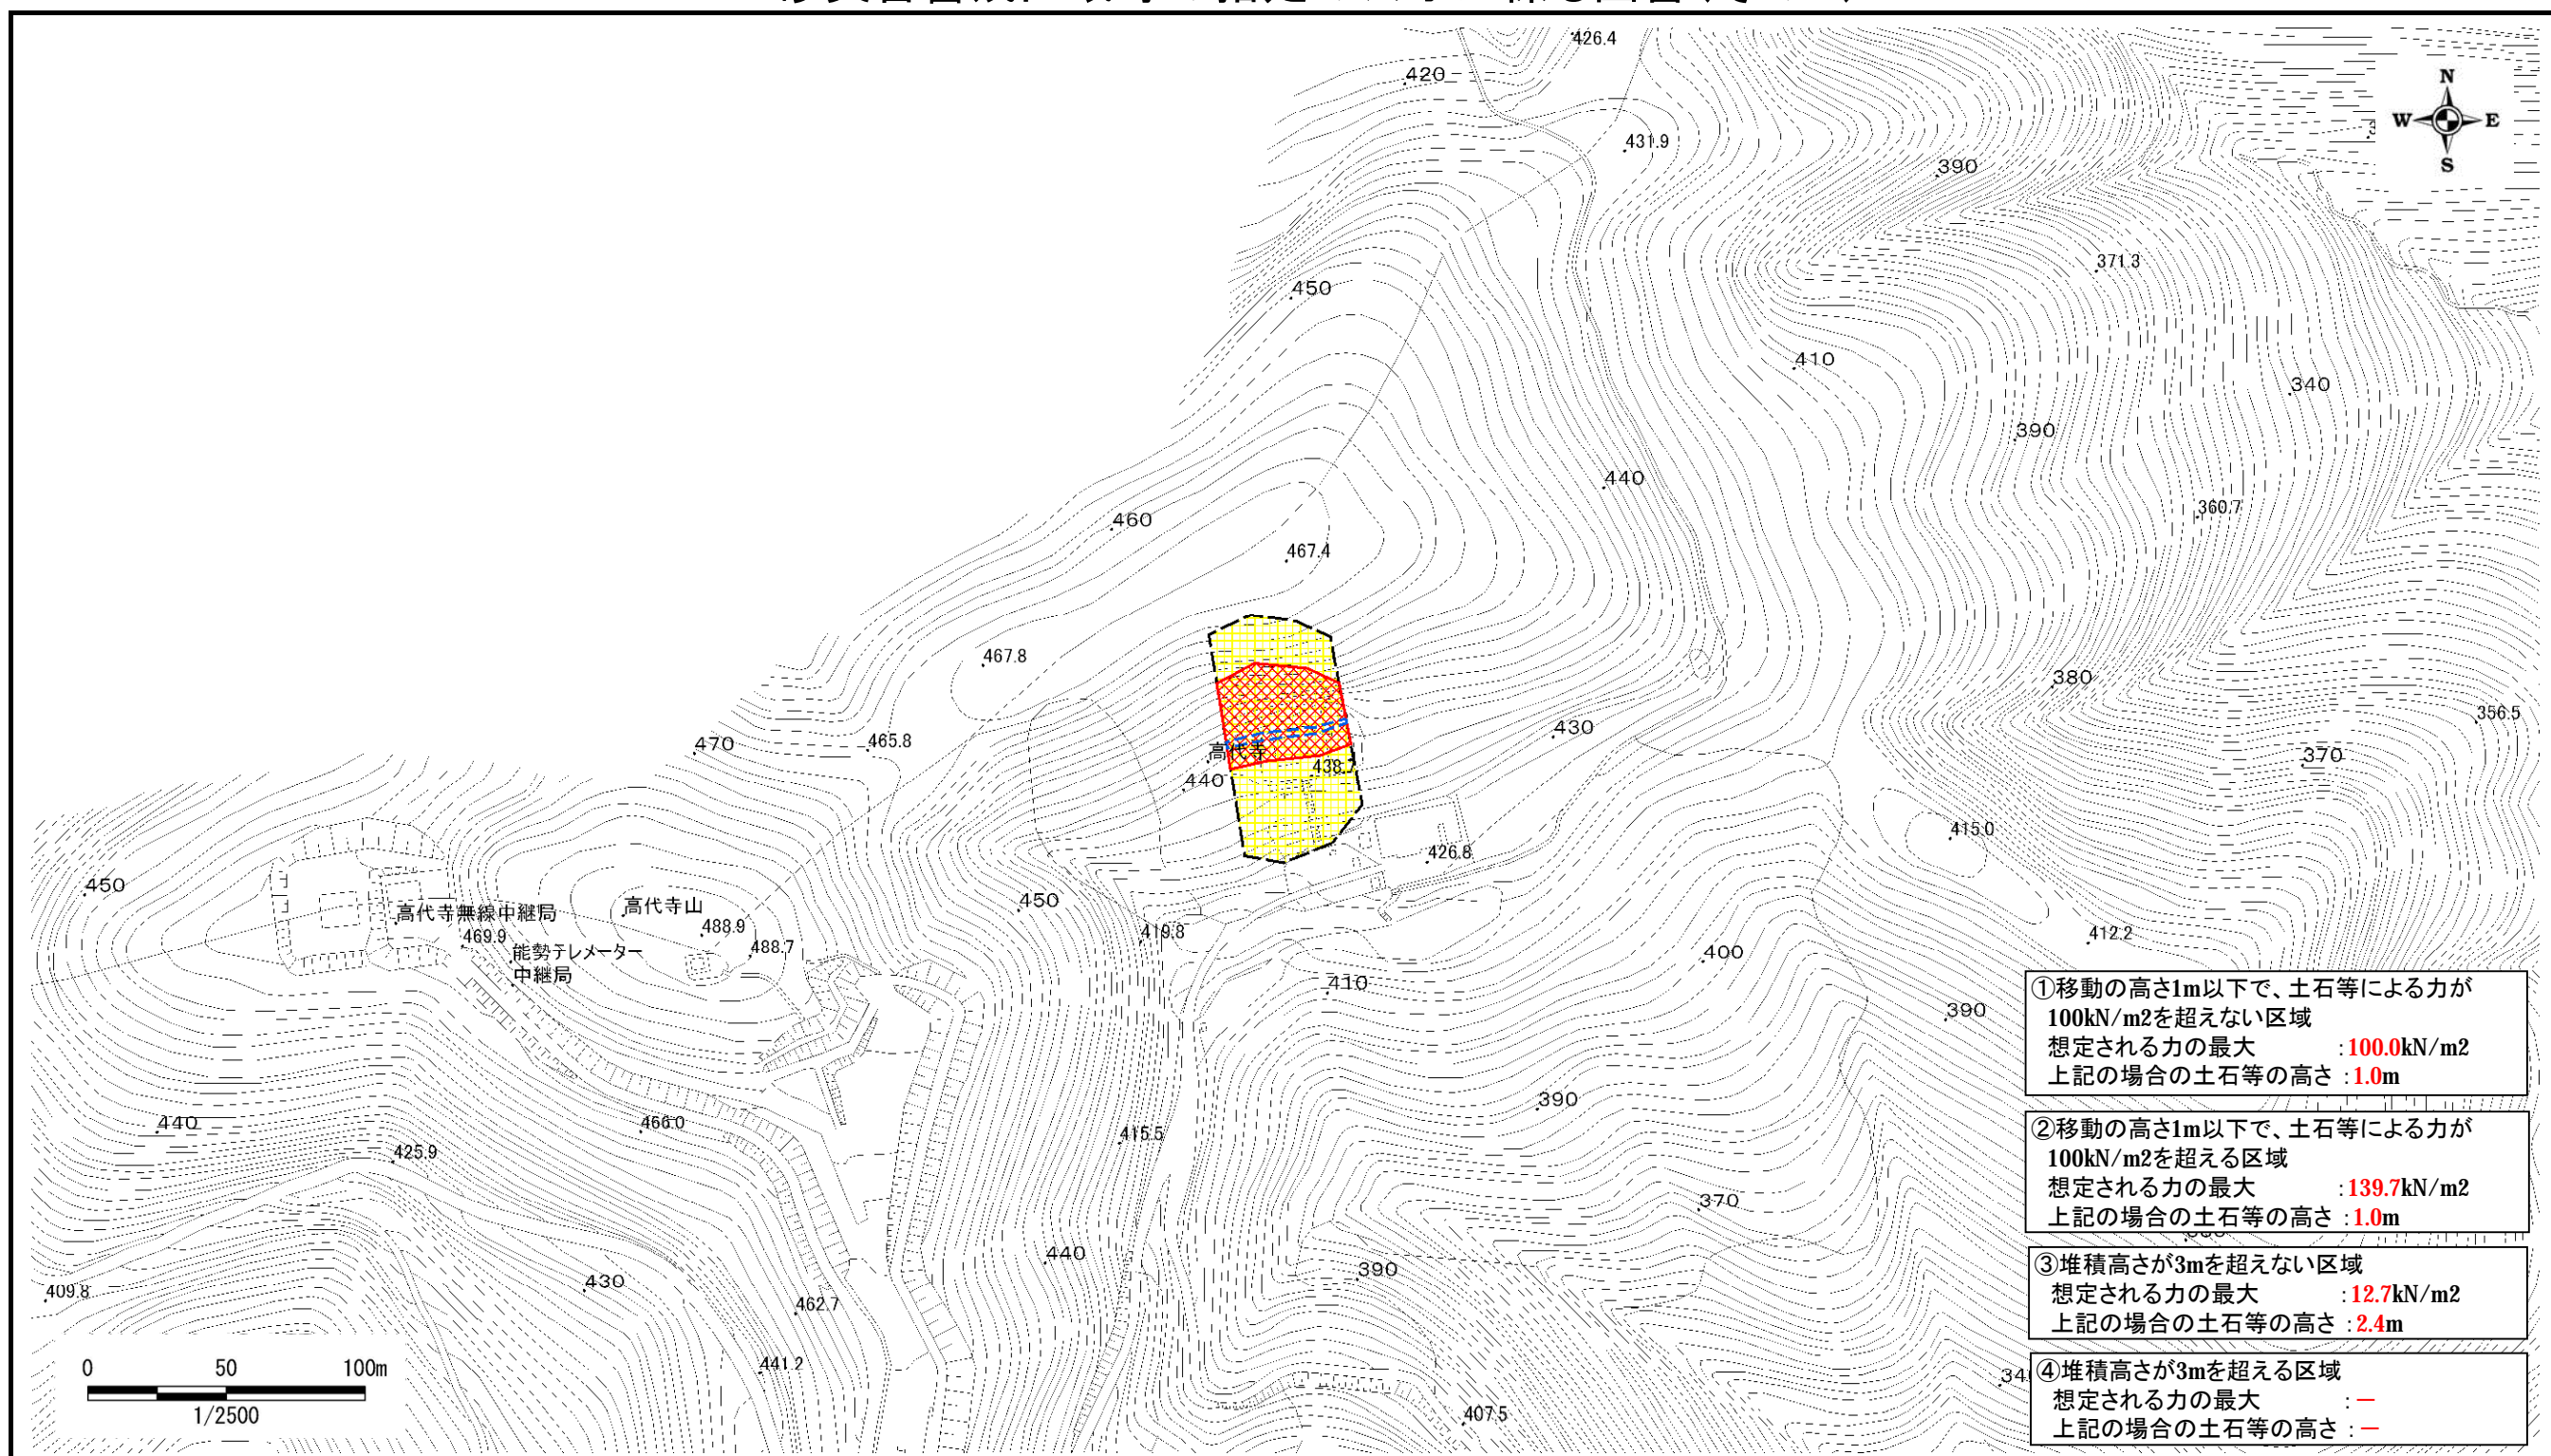 426.4
420
N
W E
S
431.9
390
371.3
450
410
340
390
440
360.7
460
467.4
467.8
380
356.5
430
470
465.8
高代寺
438.7
370
440
415.0
426.8
450
450
高代寺無線中継局
高代寺山
488.9
469.9
488.7
419.8
412.2
能勢テレメーター
中継局
400
410
390
①移動の高さ1m以下で、土石等による力が
100kN/m2を超えない区域
想定される力の最大 :100.0kN/m2
上記の場合の土石等の高さ :1.0m
390
440
466.0
415.5
425.9
②移動の高さ1m以下で、土石等による力が
100kN/m2を超える区域
想定される力の最大 :139.7kN/m2
上記の場合の土石等の高さ :1.0m
370
440
390
430
409.8
462.7
③堆積高さが3mを超えない区域
想定される力の最大 :12.7kN/m2
上記の場合の土石等の高さ :2.4m
0 50 100m
1/2500
441.2
407.5
④堆積高さが3mを超える区域
想定される力の最大 :－
上記の場合の土石等の高さ :－